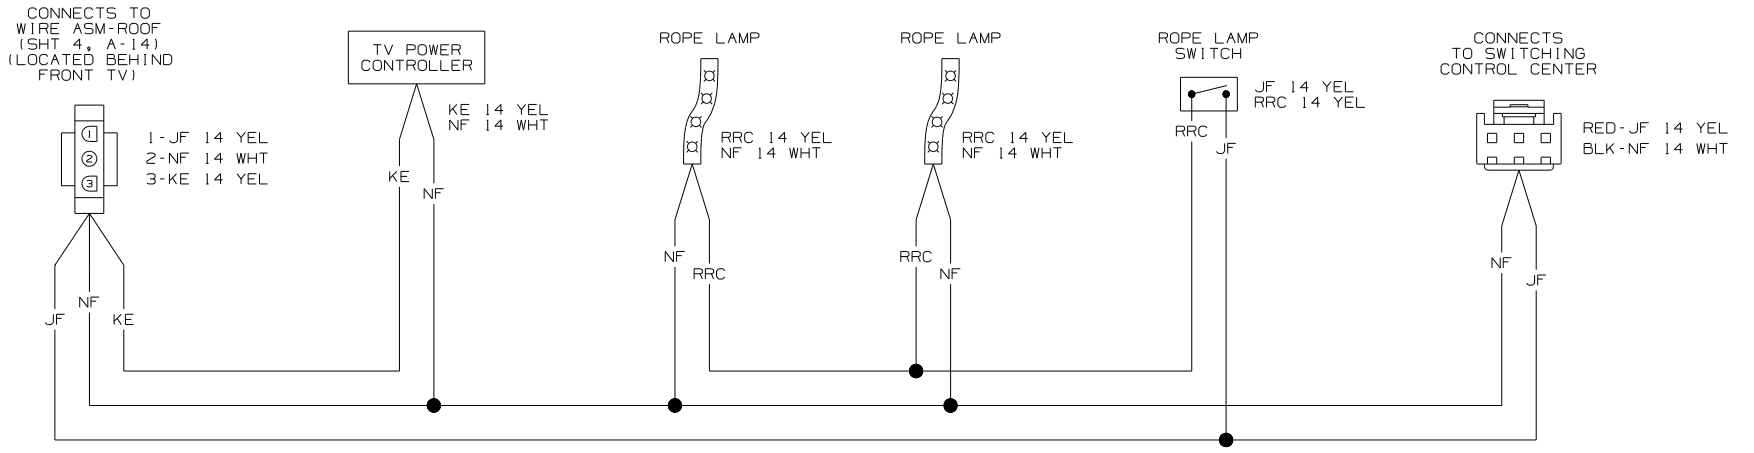 CONNECTS TO
WIRE ASM-ROOF
(SHT 4, A-14)
(LOCATED BEHIND
FRONT TV)
1
2
3
1-JF 14 YEL
2-NF 14 WHT
3-KE 14 YEL
JF
NF
KE
TV POWER
CONTROLLER
KE 14 YEL
NF 14 WHT
KE
NF
ROPE LAMP
RRC 14 YEL
NF 14 WHT
NF
RRC
ROPE LAMP
RRC 14 YEL
NF 14 WHT
RRC
NF
ROPE LAMP
SWITCH
JF 14 YEL
RRC 14 YEL
RRC
JF
CONNECTS
TO SWITCHING
CONTROL CENTER
RED-JF 14 YEL
BLK-NF 14 WHT
NF
JF